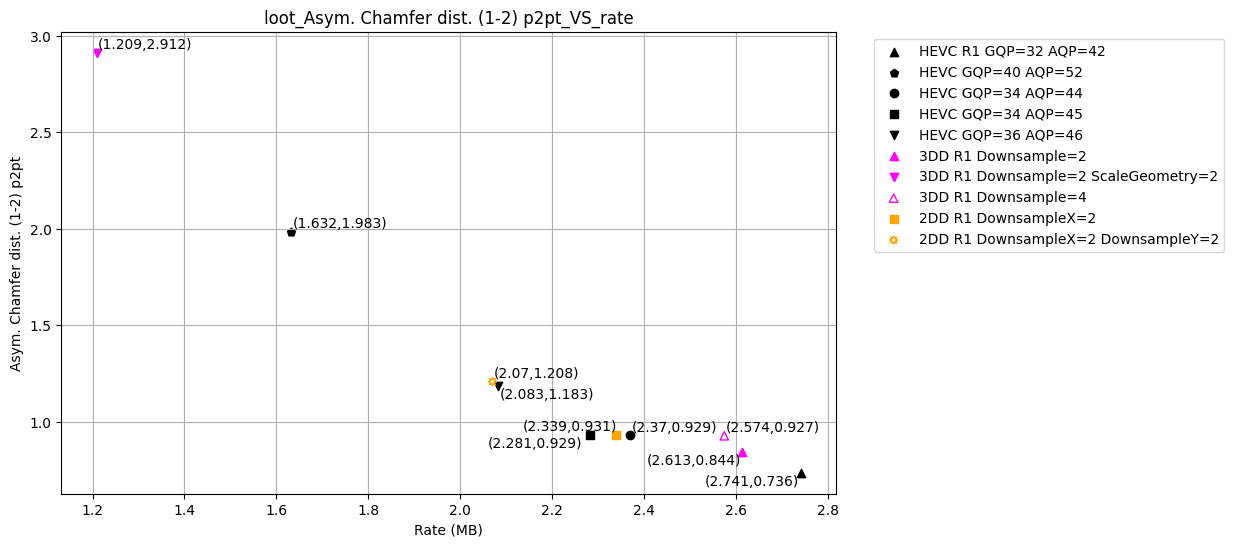 loot_Asym. Chamfer dist. (1-2) p2pt_VS_rate
3.0
2.5
2.0
1.5
1.0
Asym. Chamfer dist. (1-2) p2pt
(1.209,2.912)
(1.632,1.983)
(2.07,1.208)
(2.083,1.183)
(2.339,0.931)
(2.37,0.929)
(2.574,0.927)
(2.281,0.929)
(2.613,0.844)
(2.741,0.736)
1.2
1.4
1.6
1.8
2.0
2.2
2.4
2.6
2.8
Rate (MB)
HEVC R1 GQP=32 AQP=42
HEVC GQP=40 AQP=52
HEVC GQP=34 AQP=44
HEVC GQP=34 AQP=45
HEVC GQP=36 AQP=46
3DD R1 Downsample=2
3DD R1 Downsample=2 ScaleGeometry=2
3DD R1 Downsample=4
2DD R1 DownsampleX=2
2DD R1 DownsampleX=2 DownsampleY=2